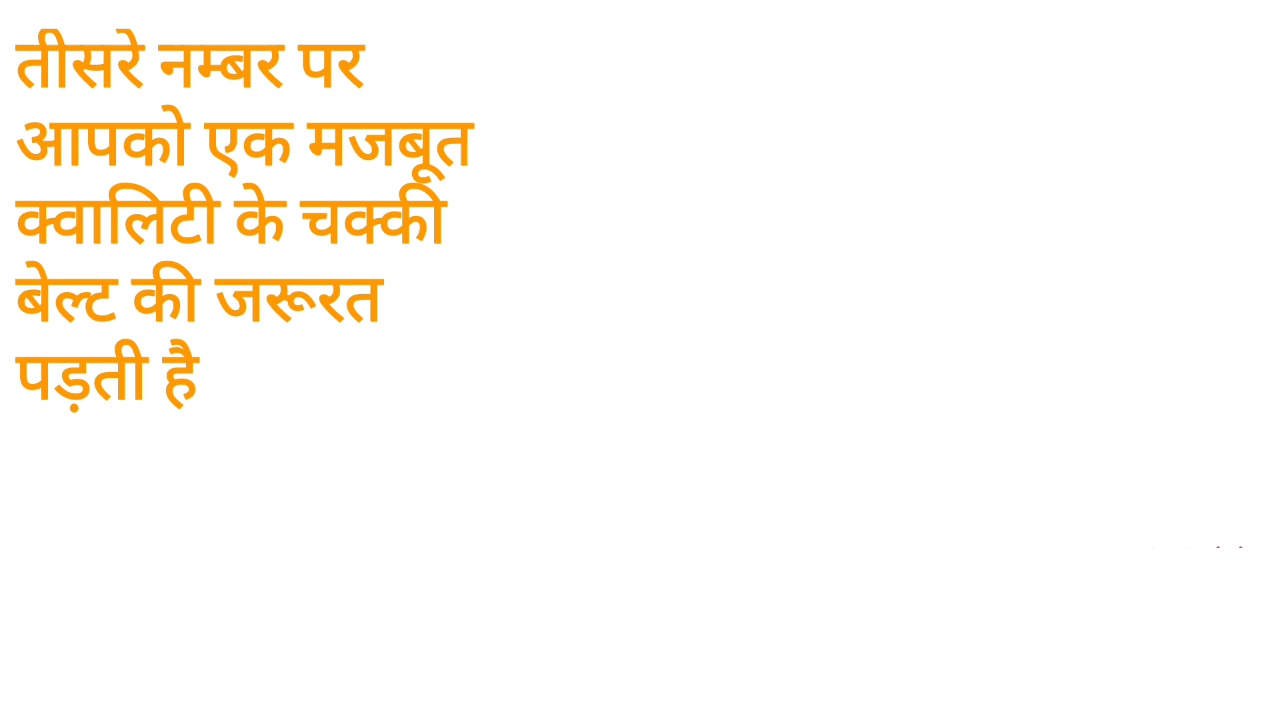 तीसरे नम्बर पर
आपको एक मजबूत
क्वालिटी के चक्की
बेल्ट की जरूरत
पड़ती है